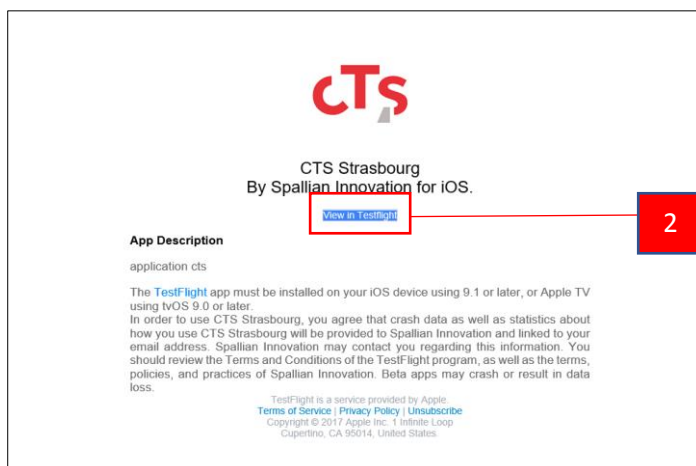 CTS
CTS Strasbourg
By Spallian Innovation for iOS.
View in Testflight
2
App Description
application cts
The TestFlight app must be installed on your iOS device using 9.1 or later, or Apple TV
using tvOS 9.0 or later.
In order to use CTS Strasbourg, you agree that crash data as well as statistics about
how you use CTS Strasbourg will be provided to Spallian Innovation and linked to your
email address. Spallian Innovation may contact you regarding this information. You
should review the Terms and Conditions of the TestFlight program, as well as the terms,
policies, and practices of Spallian Innovation. Beta apps may crash or result in data
loss.
TestFlight is a service provided by Apple.
Terms of Service | Privacy Policy | Unsubscribe
Copyright © 2017 Apple Inc. 1 Infinite Loop
Cupertino, CA 95014, United States.